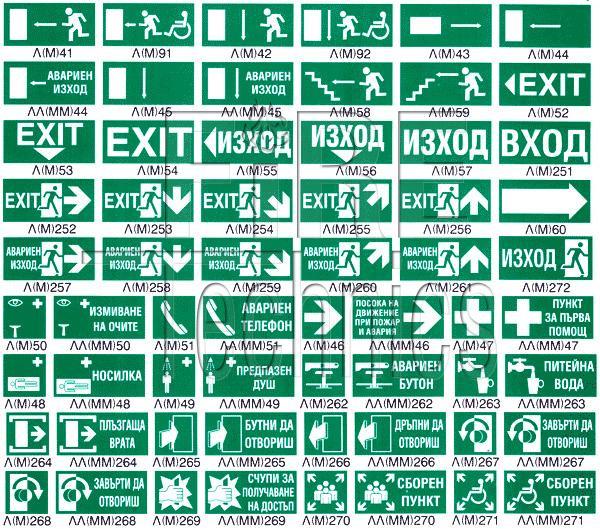 Λ(M)41 Λ(M)91 Λ(M)42 Λ(M)92 Λ(M)43 Λ(M)44
АВАРИЕН ИЗХОД
АВАРИЕН ИЗХОД
EXIT
ΛΛ(MM)44 Λ(M)45 ΛΛ(MM)45 Λ(M)58 Λ(M)59 Λ(M)52
EXIT EXIT ИЗХОД ИЗХОД ИЗХОД ВХОД
Λ(M)53 Λ(M)54 Λ(M)55 Λ(M)56 Λ(M)57 Λ(M)251
EXIT EXIT EXIT EXIT EXIT
Λ(M)252 Λ(M)253 Λ(M)254 Λ(M)255 Λ(M)256 Λ(M)60
АВАРИЕН ИЗХОД
АВАРИЕН ИЗХОД
АВАРИЕН ИЗХОД
АВАРИЕН ИЗХОД
АВАРИЕН ИЗХОД
ИЗХОД
Λ(M)257 Λ(M)258 Λ(M)259 Λ(M)260 Λ(M)261 Λ(M)272
ИЗМИВАНЕ
НА ОЧИТЕ
АВАРИЕН
ТЕЛЕФОН
ПОСОКА НА
ДВИЖЕНИЕ
ПРИ ПОЖАР
И АВАРИЯ
ПУНКТ
ЗА ПЪРВА
ПОМОЩ
Λ(M)50 ΛΛ(MM)50 Λ(M)51 ΛΛ(MM)51 Λ(M)46 ΛΛ(MM)46 Λ(M)47 ΛΛ(MM)47
НОСИЛКА
ПРЕДПАЗЕН
ДУШ
АВАРИЕН
БУТОН
ПИТЕЙНА
ВОДА
Λ(M)48 ΛΛ(MM)48 Λ(M)49 ΛΛ(MM)49 Λ(M)262 ΛΛ(MM)262 Λ(M)263 ΛΛ(MM)263
ПЛЪЗГАЩА
ВРАТА
БУТНИ ДА
ОТВОРИШ
ДРЪПНИ ДА
ОТВОРИШ
ЗАВЪРТИ ДА
ОТВОРИШ
Λ(M)264 ΛΛ(MM)264 Λ(M)265 ΛΛ(MM)265 Λ(M)266 ΛΛ(MM)266 Λ(M)267 ΛΛ(MM)267
ЗАВЪРТИ ДА
ОТВОРИШ
СЧУПИ ЗА
ПОЛУЧАВАНЕ
НА ДОСТЪП
СБОРЕН
ПУНКТ
СБОРЕН
ПУНКТ
Λ(M)268 ΛΛ(MM)268 Λ(M)269 ΛΛ(MM)269 Λ(M)270 ΛΛ(MM)270 Λ(M)271 ΛΛ(MM)271
FIRE
Technics